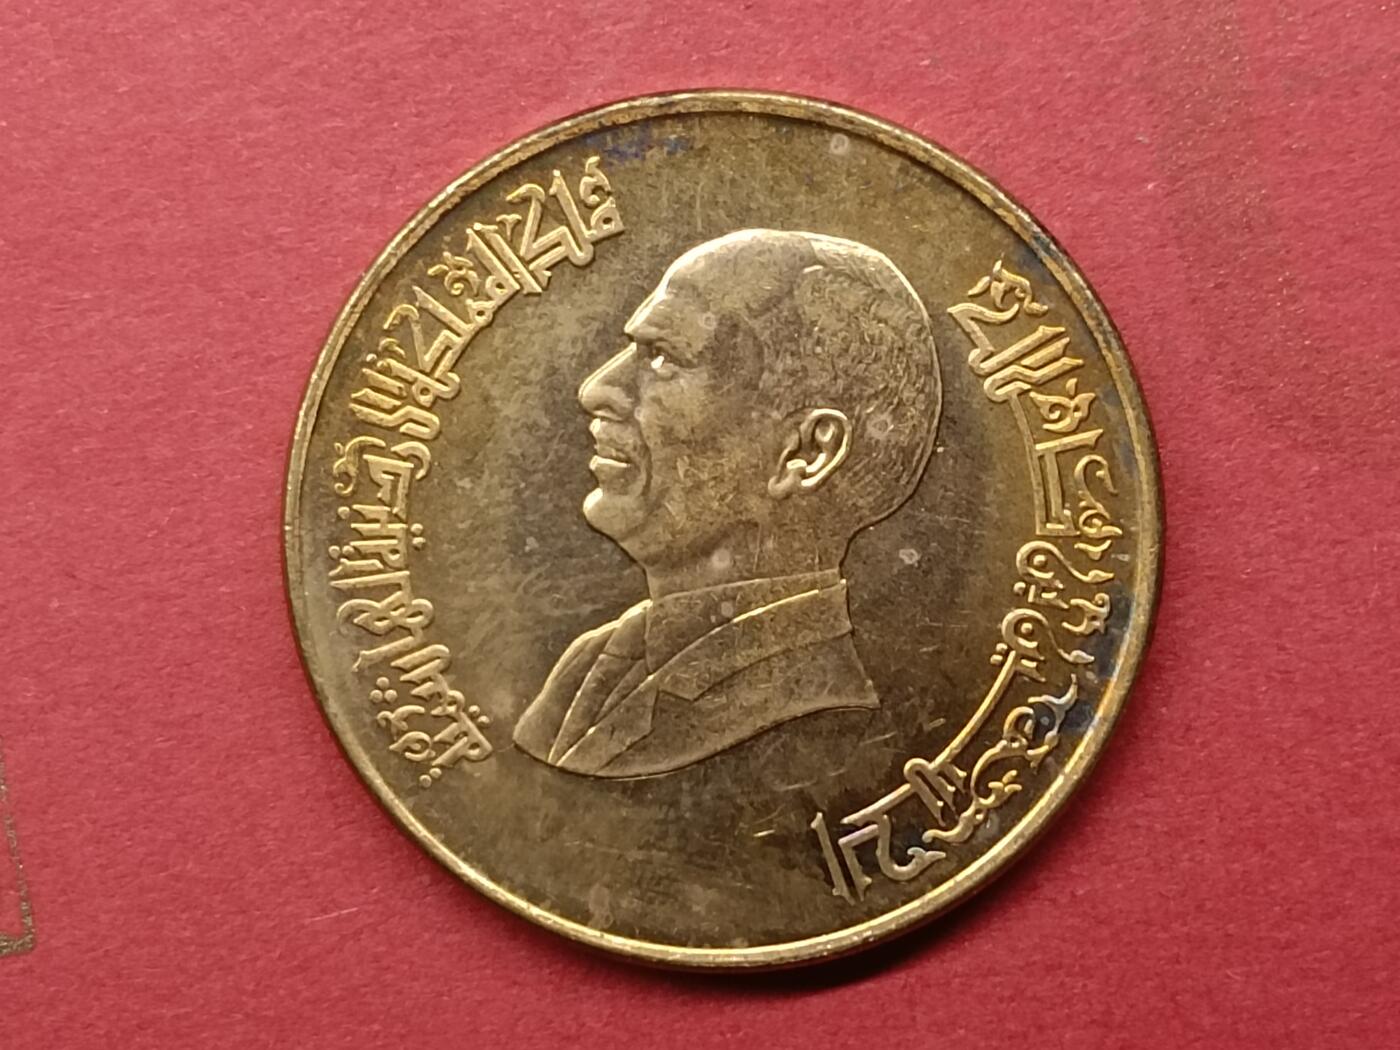 الحسين بن طلال
ملك المملكة الأردنية الهاشمية